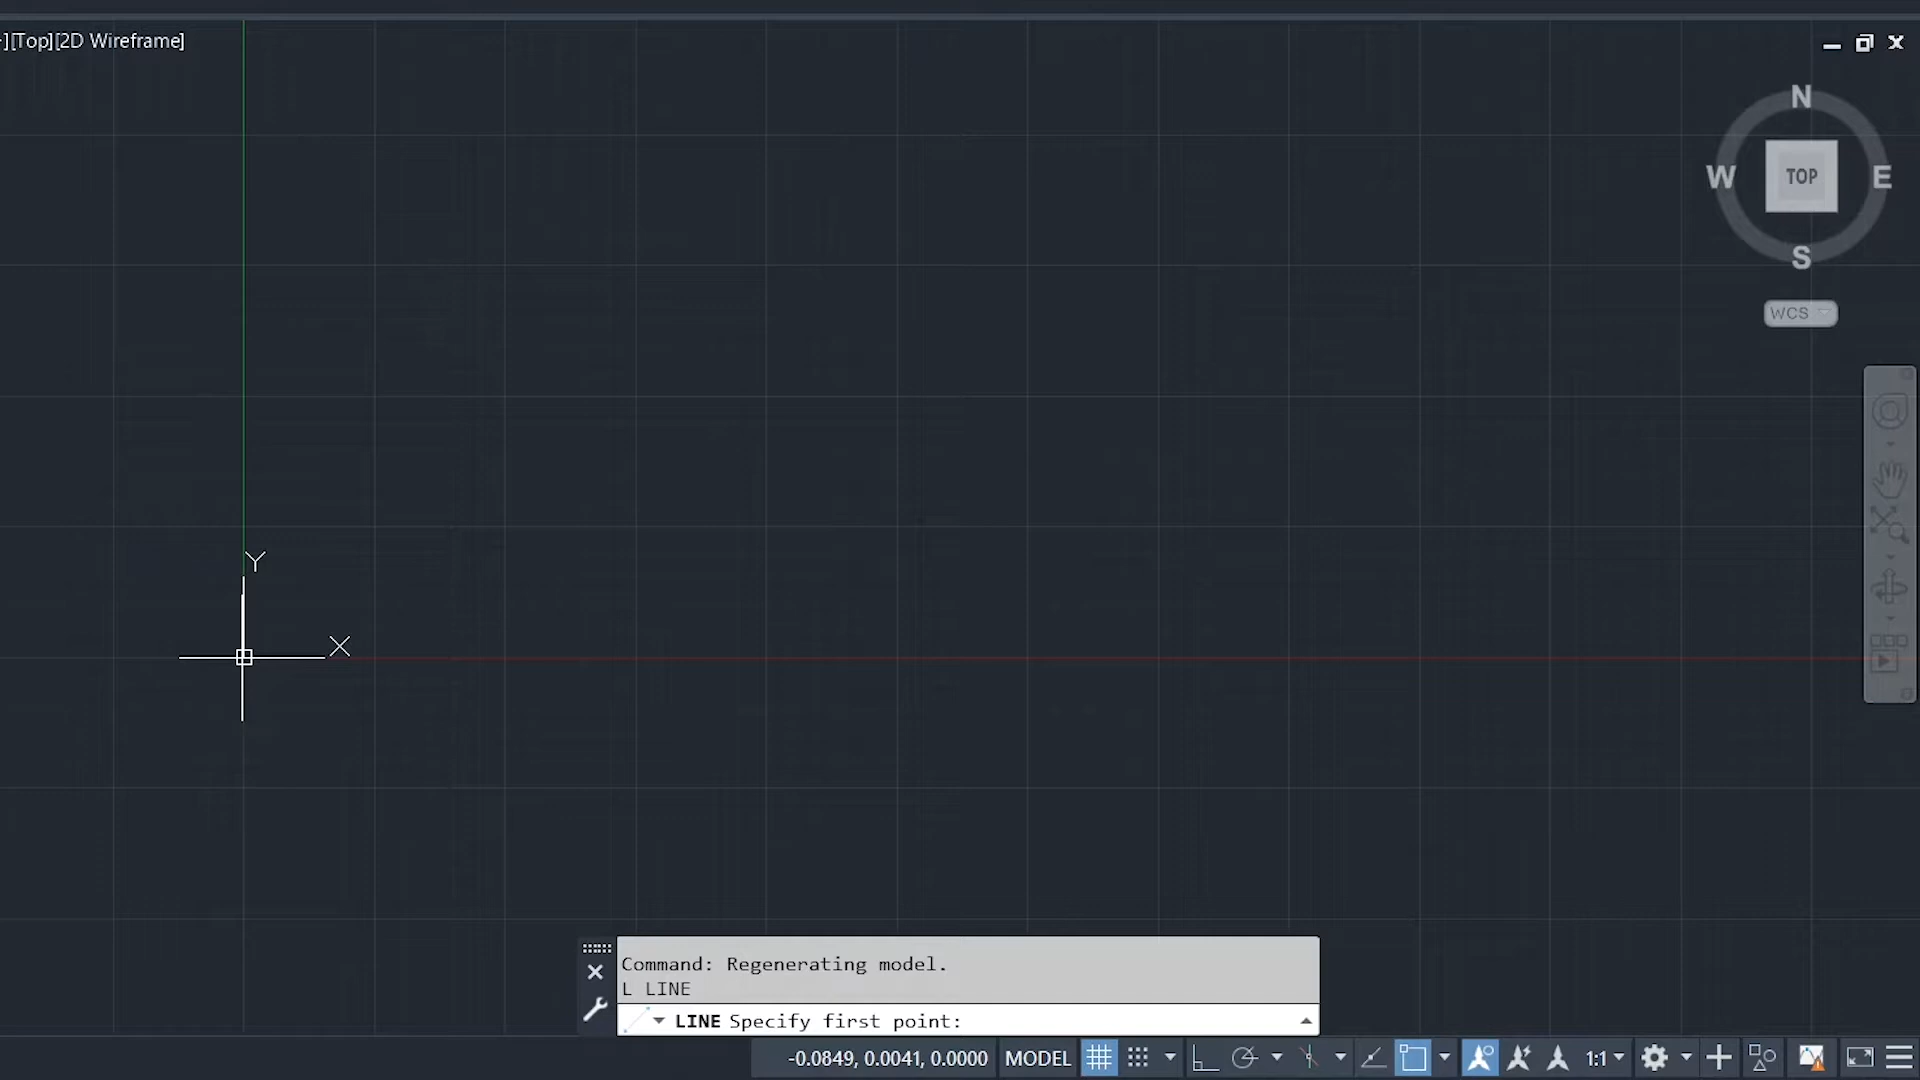 ][Top][2D Wireframe]
N
W
TOP
E
S
WCS
Y
X
Command: Regenerating model.
L LINE
LINE Specify first point:
-0.0849, 0.0041, 0.0000 MODEL 1:1